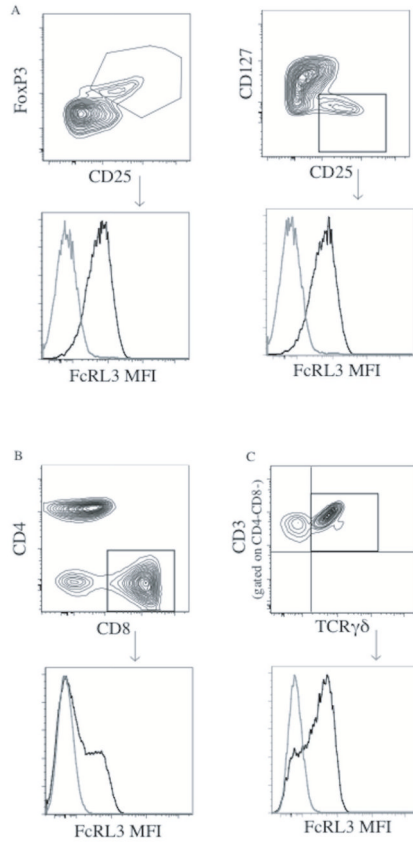 A
FoxP3
CD25
CD127
CD25
FcRL3 MFI
FcRL3 MFI
B
CD4
CD8
C
CD3
(gated on CD4-CD8-)
TCRγδ
FcRL3 MFI
FcRL3 MFI